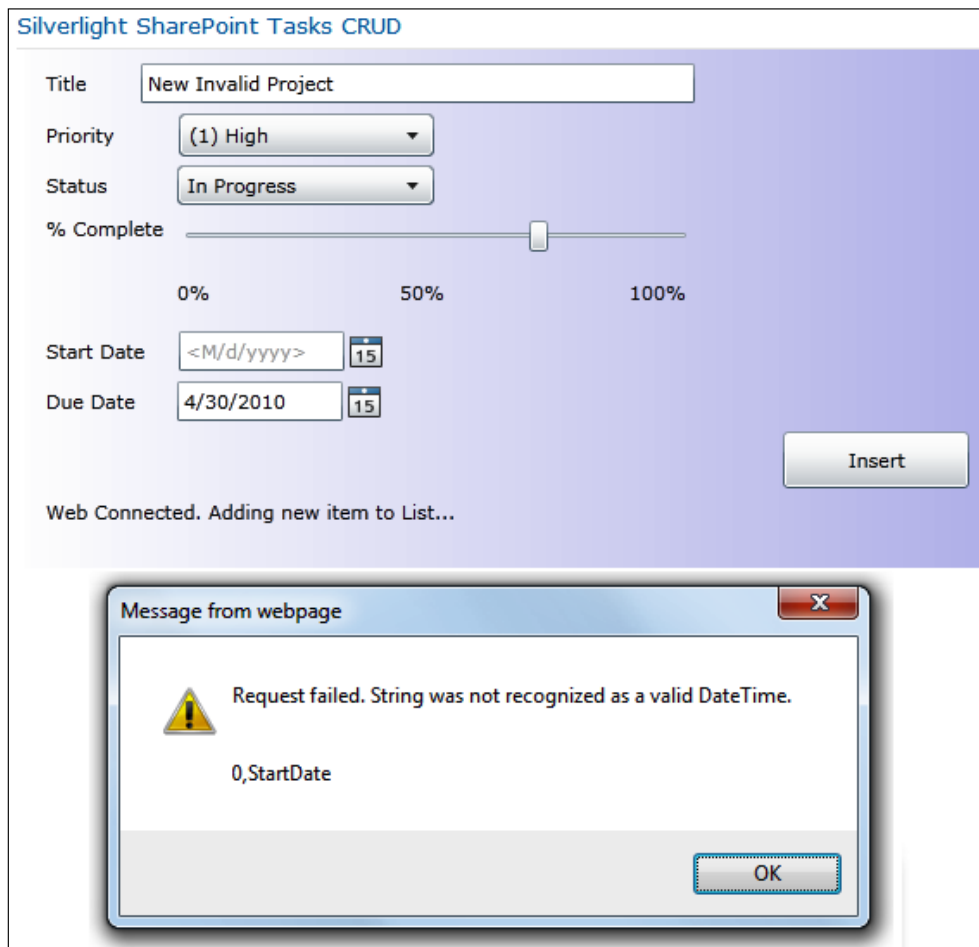 Silverlight SharePoint Tasks CRUD
Title New Invalid Project
Priority (1) High
Status In Progress
% Complete
0% 50% 100%
Start Date <M/d/yyyy> 15
Due Date 4/30/2010 15
Insert
Web Connected. Adding new item to List...
Message from webpage
Request failed. String was not recognized as a valid DateTime.
0,StartDate
OK